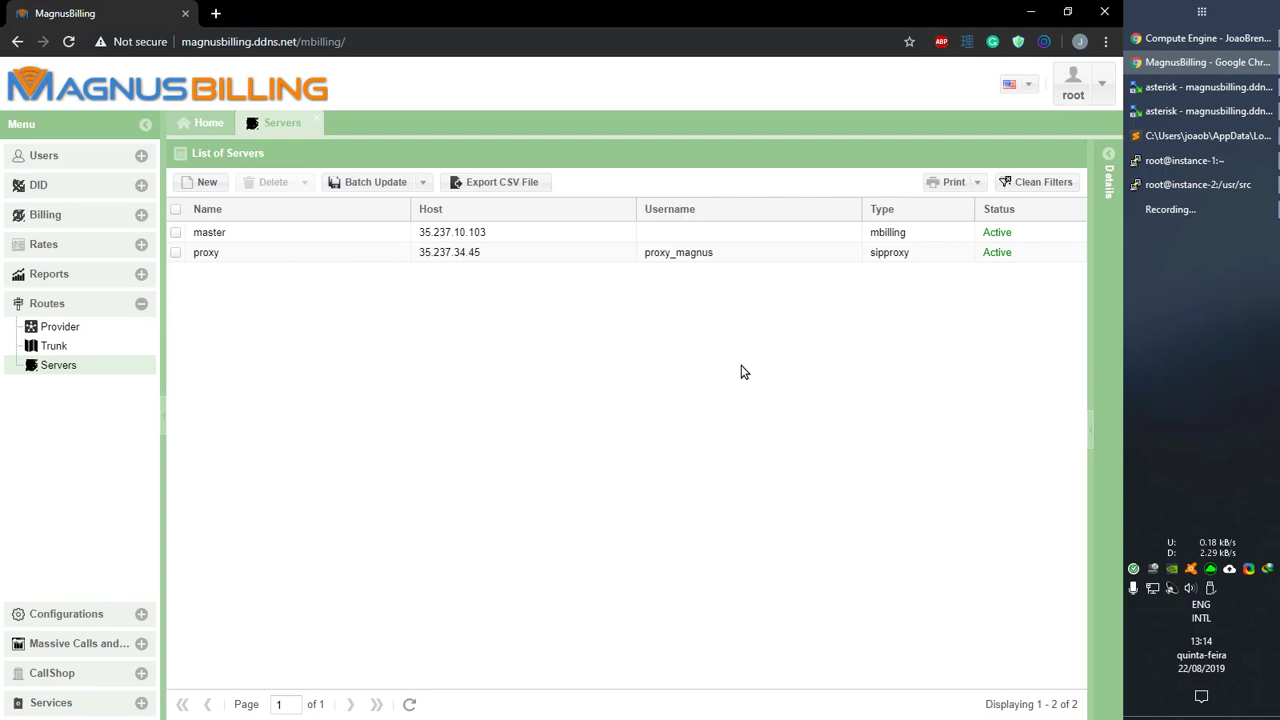 MagnusBilling
Not secure
magnusbilling.ddns.net/mbilling/
ABP
J
MAGNUSBILLING
root
Menu
Home
Servers
Users
DID
Billing
Rates
Reports
Routes
Provider
Trunk
Servers
Configurations
Massive Calls and...
CallShop
Services
List of Servers
New
Delete
Batch Update
Export CSV File
Print
Clean Filters
Name Host Username Type Status
master 35.237.10.103 mbilling Active
proxy 35.237.34.45 proxy_magnus sipproxy Active
Page 1 of 1
Displaying 1 - 2 of 2
Details
Compute Engine - JoaoBren...
MagnusBilling - Google Chr...
asterisk - magnusbilling.ddn...
asterisk - magnusbilling.ddn...
C:\Users\joaob\AppData\Lo...
root@instance-1:~
root@instance-2:/usr/src
Recording...
U: 0.18 kB/s
D: 2.29 kB/s
ENG
INTL
13:14
quinta-feira
22/08/2019